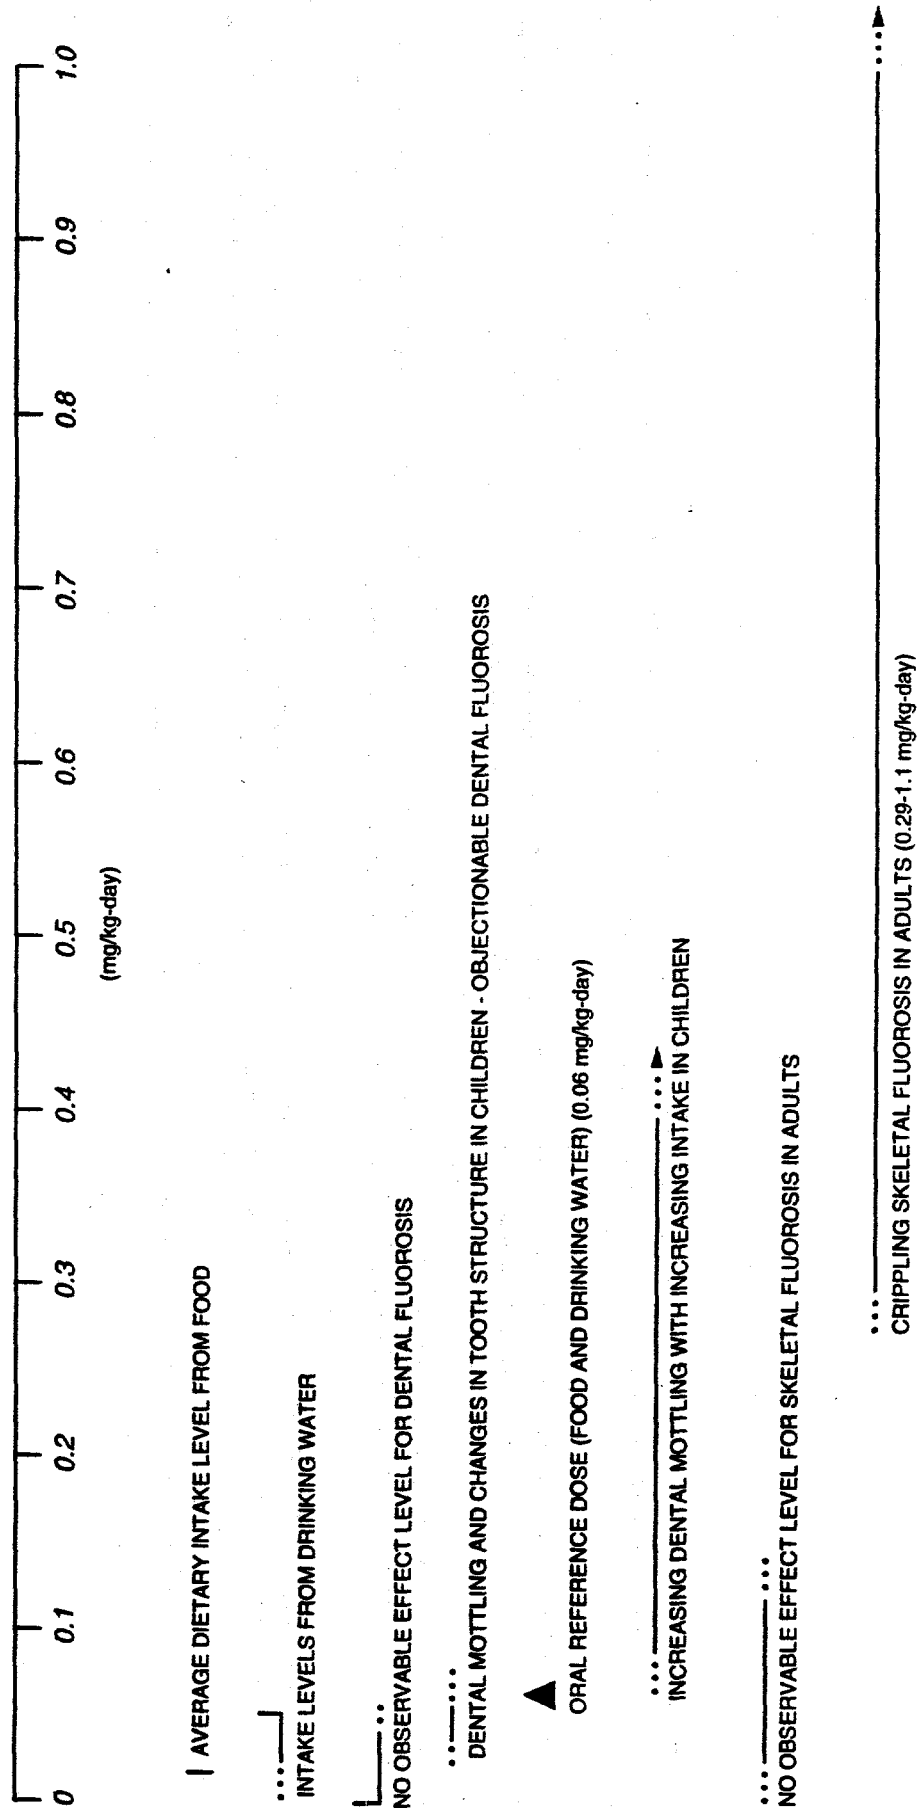 0 0.1 0.2 0.3 0.4 0.5 0.6 0.7 0.8 0.9 1.0
(mg/kg-day)
AVERAGE DIETARY INTAKE LEVEL FROM FOOD
INTAKE LEVELS FROM DRINKING WATER
NO OBSERVABLE EFFECT LEVEL FOR DENTAL FLUOROSIS
DENTAL MOTTLING AND CHANGES IN TOOTH STRUCTURE IN CHILDREN - OBJECTIONABLE DENTAL FLUOROSIS
ORAL REFERENCE DOSE (FOOD AND DRINKING WATER) (0.06 mg/kg-day)
INCREASING DENTAL MOTTLING WITH INCREASING INTAKE IN CHILDREN
NO OBSERVABLE EFFECT LEVEL FOR SKELETAL FLUOROSIS IN ADULTS
CRIPPLING SKELETAL FLUOROSIS IN ADULTS (0.29-1.1 mg/kg-day)